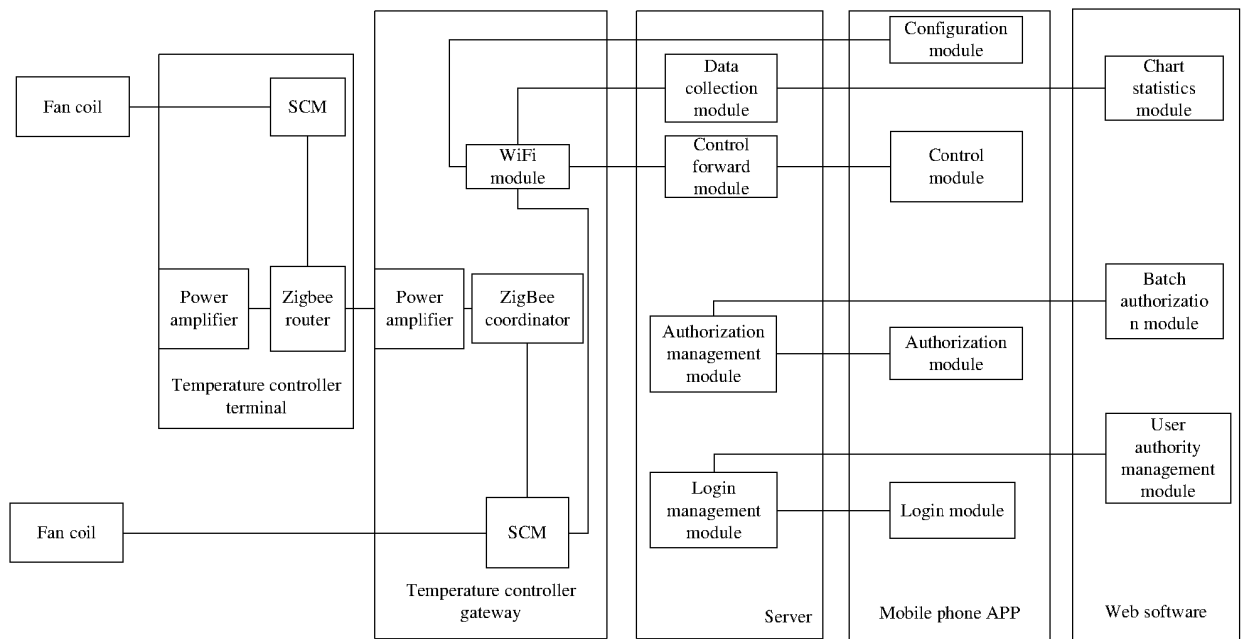 Fan coil
SCM
Power
amplifier
Zigbee
router
Temperature controller
terminal
Fan coil
WiFi
module
Power
amplifier
ZigBee
coordinator
SCM
Temperature controller
gateway
Data
collection
module
Control
forward
module
Authorization
management
module
Login
management
module
Server
Configuration
module
Control
module
Authorization
module
Login module
Mobile phone APP
Chart
statistics
module
Batch
authorizatio
n module
User
authority
management
module
Web software